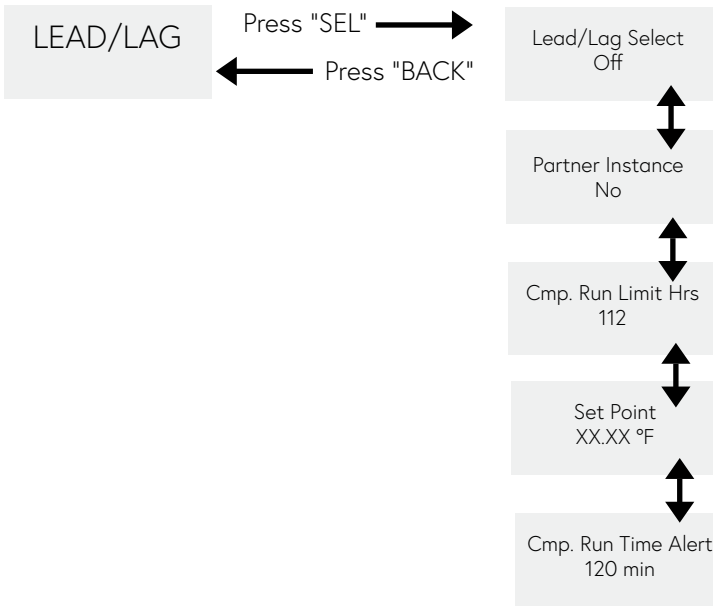 LEAD/LAG
Press "SEL"
Press "BACK"
Lead/Lag Select
Off
Partner Instance
No
Cmp. Run Limit Hrs
112
Set Point
XX.XX °F
Cmp. Run Time Alert
120 min